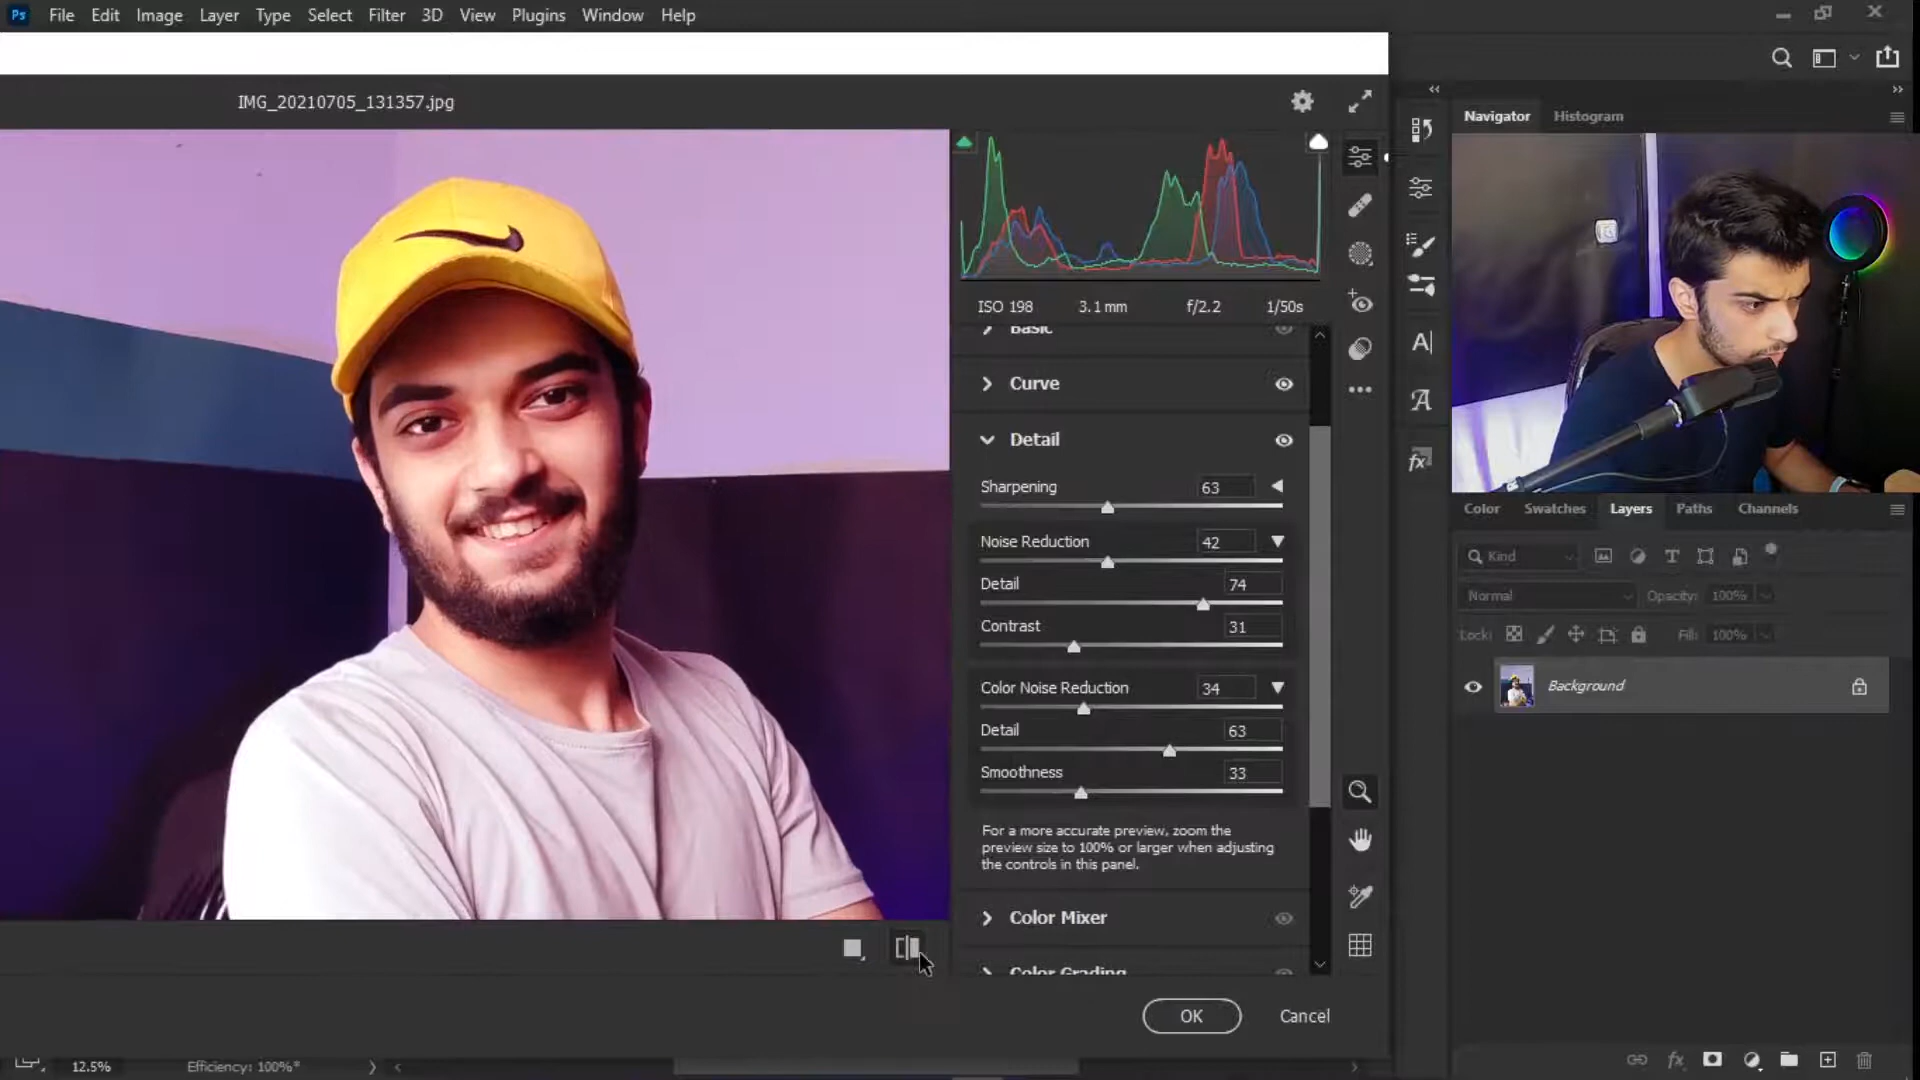 Ps File Edit Image Layer Type Select Filter 3D View Plugins Window Help
IMG_20210705_131357.jpg
Navigator Histogram
ISO 198 3.1 mm f/2.2 1/50s
Basic
Curve
Detail
Sharpening 63
Noise Reduction 42
Detail 74
Contrast 31
Color Noise Reduction 34
Detail 63
Smoothness 33
For a more accurate preview, zoom the
preview size to 100% or larger when adjusting
the controls in this panel.
Color Mixer
Color Grading
OK Cancel
Color Swatches Layers Paths Channels
Kind
Normal Opacity: 100%
Lock: Fill: 100%
Background
12.5% Efficiency: 100%*